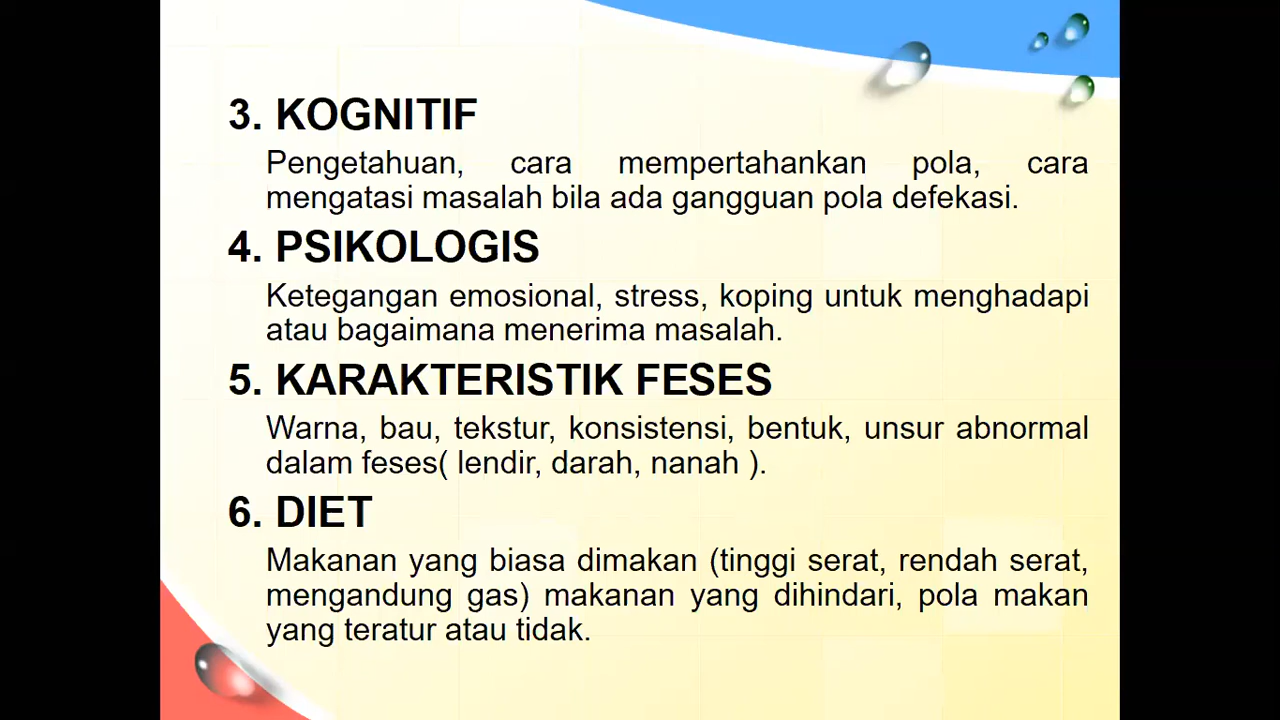 3. KOGNITIF
Pengetahuan, cara mempertahankan pola, cara
mengatasi masalah bila ada gangguan pola defekasi.
4. PSIKOLOGIS
Ketegangan emosional, stress, koping untuk menghadapi
atau bagaimana menerima masalah.
5. KARAKTERISTIK FESES
Warna, bau, tekstur, konsistensi, bentuk, unsur abnormal
dalam feses( lendir, darah, nanah ).
6. DIET
Makanan yang biasa dimakan (tinggi serat, rendah serat,
mengandung gas) makanan yang dihindari, pola makan
yang teratur atau tidak.